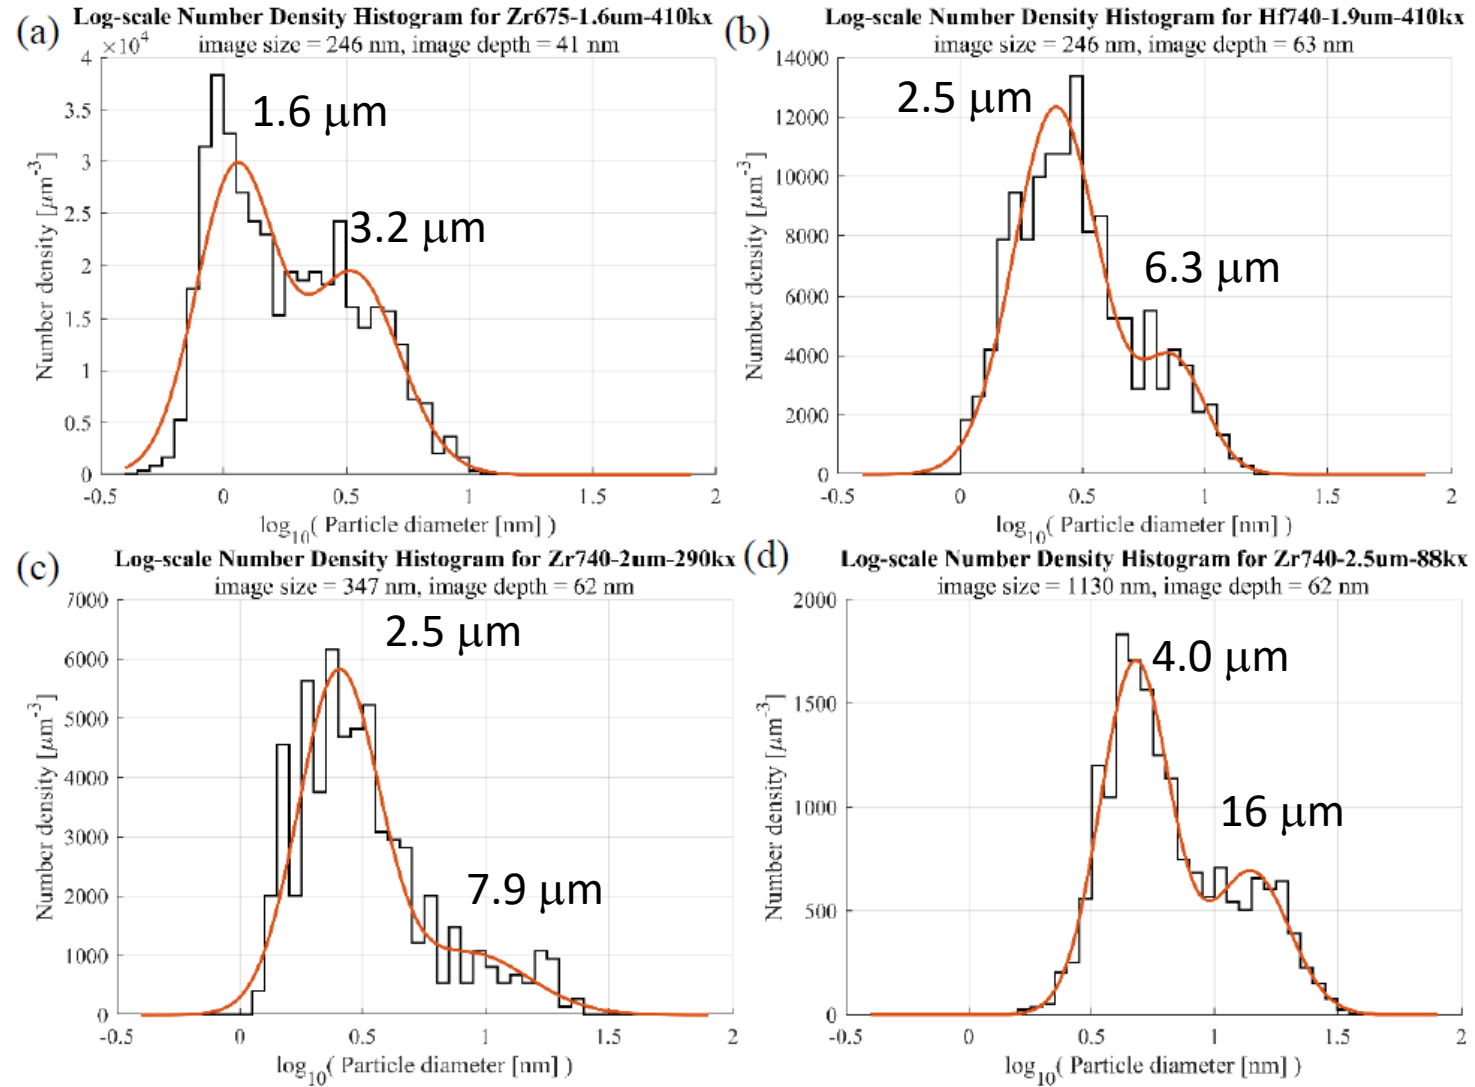 (a)
Log-scale Number Density Histogram for Zr675-1.6um-410kx
image size = 246 nm, image depth = 41 nm
×10⁴
4
3.5
3
2.5
2
1.5
1
0.5
0
Number density [μm⁻³]
1.6 μm
3.2 μm
-0.5 0 0.5 1 1.5 2
log₁₀( Particle diameter [nm] )
(b)
Log-scale Number Density Histogram for Hf740-1.9um-410kx
image size = 246 nm, image depth = 63 nm
14000
12000
10000
8000
6000
4000
2000
0
Number density [μm⁻³]
2.5 μm
6.3 μm
-0.5 0 0.5 1 1.5 2
log₁₀( Particle diameter [nm] )
(c)
Log-scale Number Density Histogram for Zr740-2um-290kx
image size = 347 nm, image depth = 62 nm
7000
6000
5000
4000
3000
2000
1000
0
Number density [μm⁻³]
2.5 μm
7.9 μm
-0.5 0 0.5 1 1.5 2
log₁₀( Particle diameter [nm] )
(d)
Log-scale Number Density Histogram for Zr740-2.5um-88kx
image size = 1130 nm, image depth = 62 nm
2000
1500
1000
500
0
Number density [μm⁻³]
4.0 μm
16 μm
-0.5 0 0.5 1 1.5 2
log₁₀( Particle diameter [nm] )